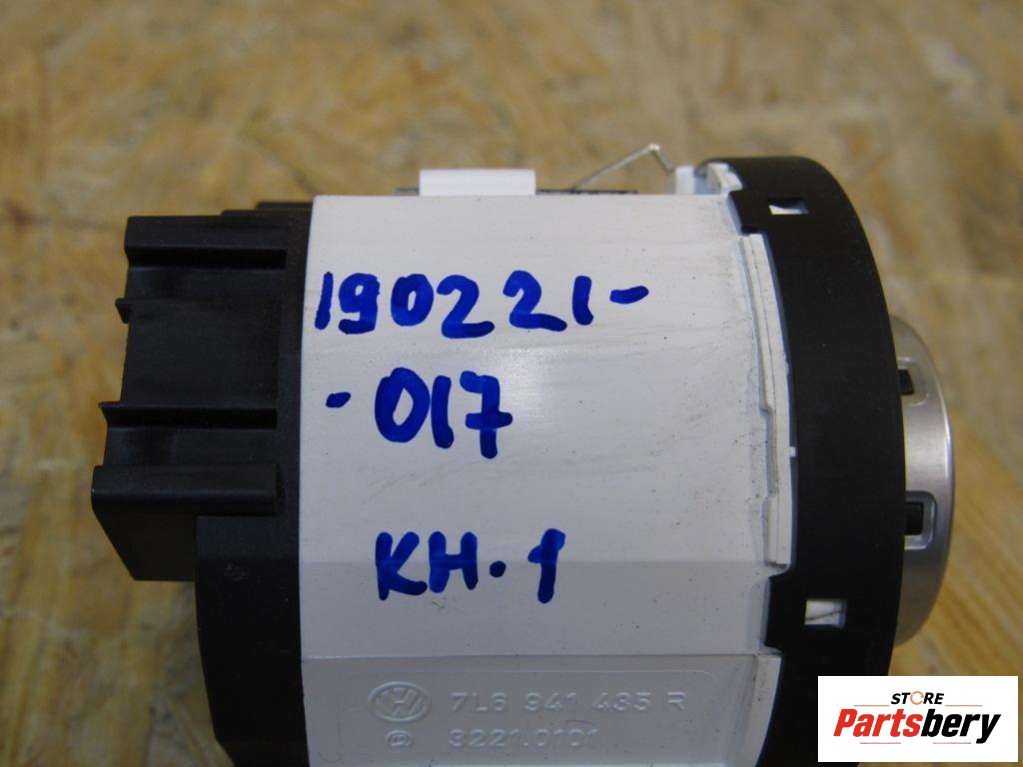 190221-
-017
KH.1
7L6 941 435 R
3221.0101
STORE
Partsbery